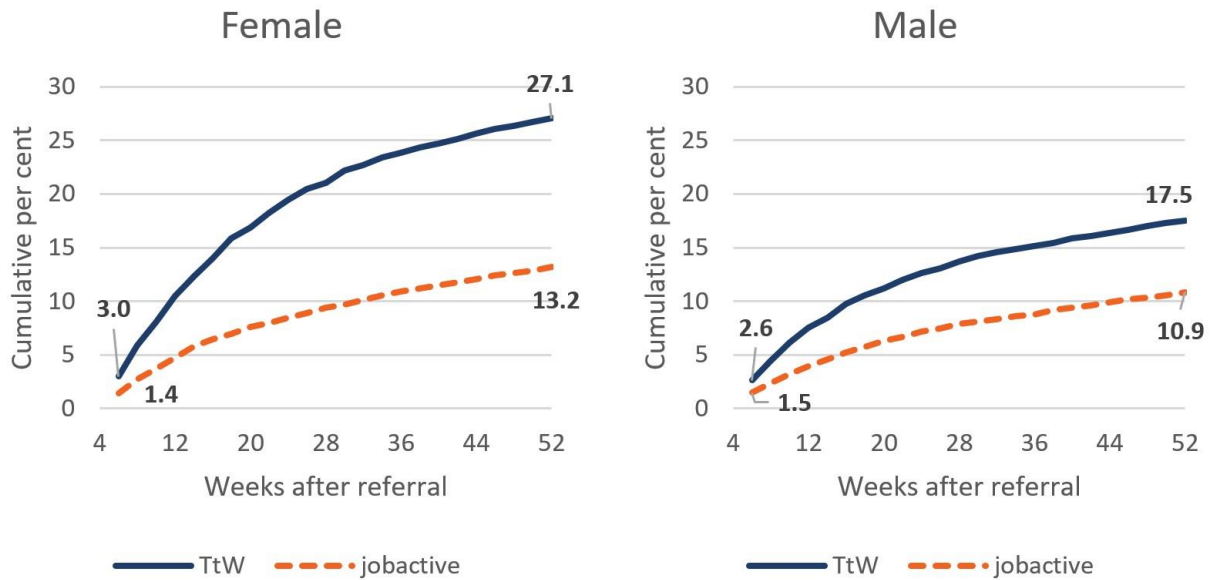 Female
Cumulative per cent
30
25
20
15
10
5
0
27.1
3.0
1.4
13.2
4 12 20 28 36 44 52
Weeks after referral
TtW jobactive
Male
Cumulative per cent
30
25
20
15
10
5
0
17.5
2.6
1.5
10.9
4 12 20 28 36 44 52
Weeks after referral
TtW jobactive